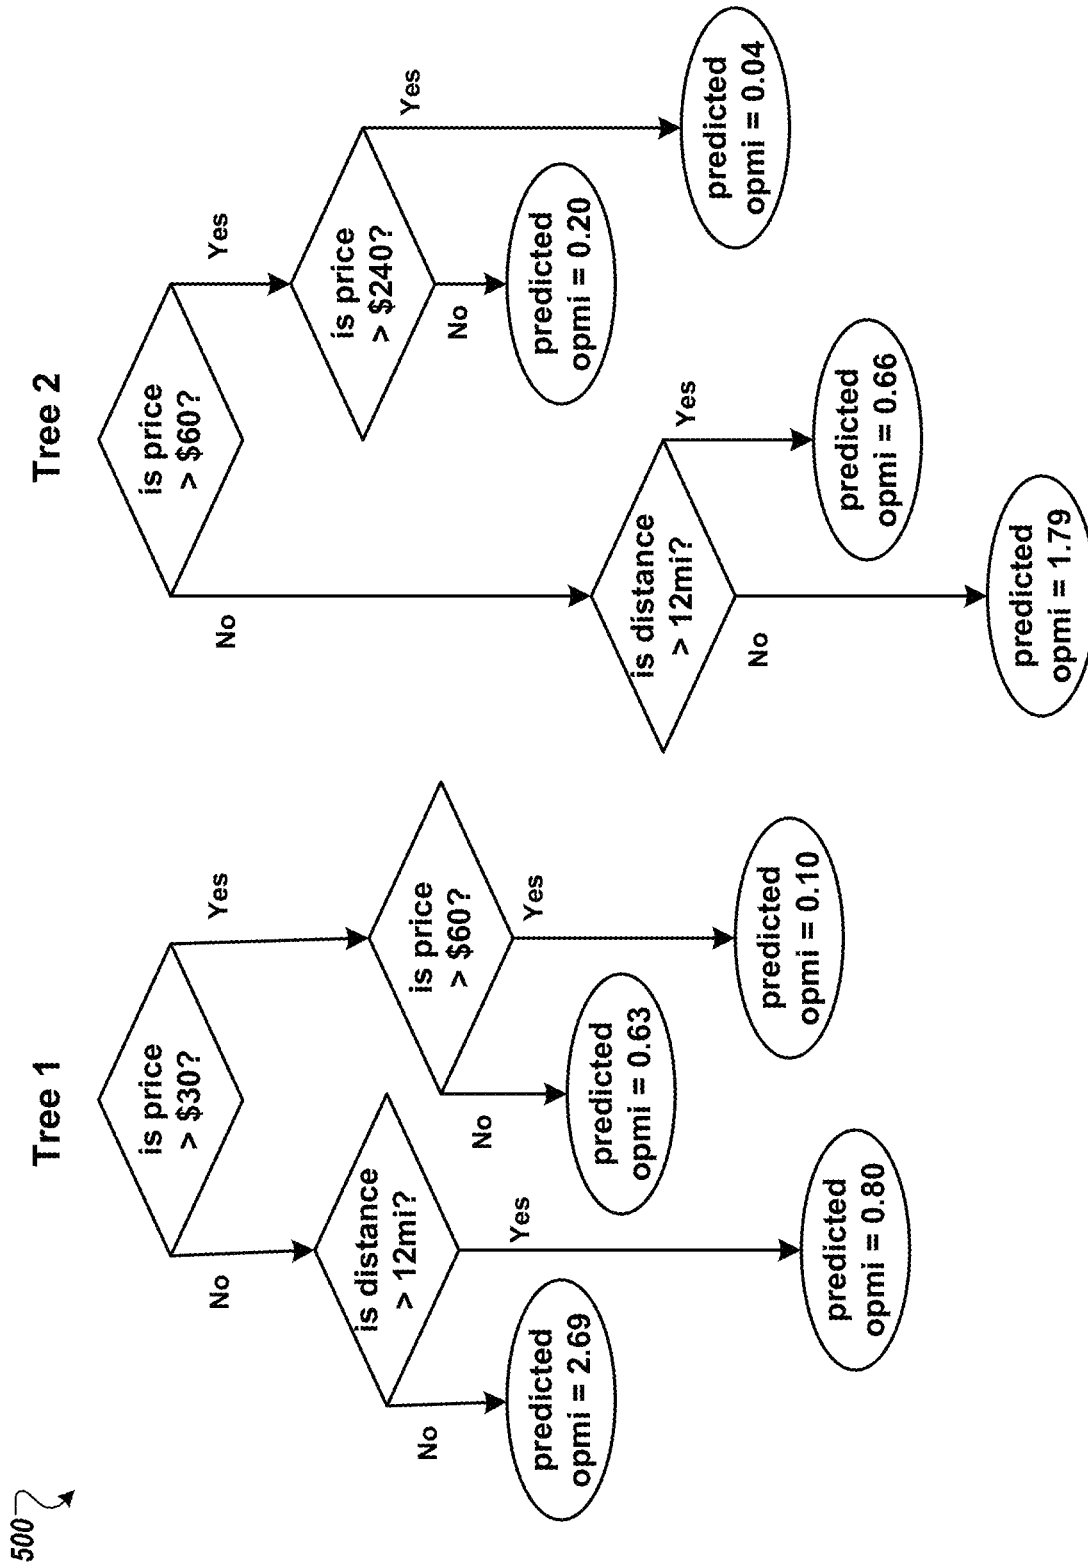 500
Tree 1
is price
> $30?
No
Yes
is distance
> 12mi?
No
Yes
predicted
opmi = 2.69
predicted
opmi = 0.80
is price
> $60?
No
Yes
predicted
opmi = 0.63
predicted
opmi = 0.10
Tree 2
is price
> $60?
No
Yes
is distance
> 12mi?
No
Yes
predicted
opmi = 1.79
predicted
opmi = 0.66
is price
> $240?
No
Yes
predicted
opmi = 0.20
predicted
opmi = 0.04